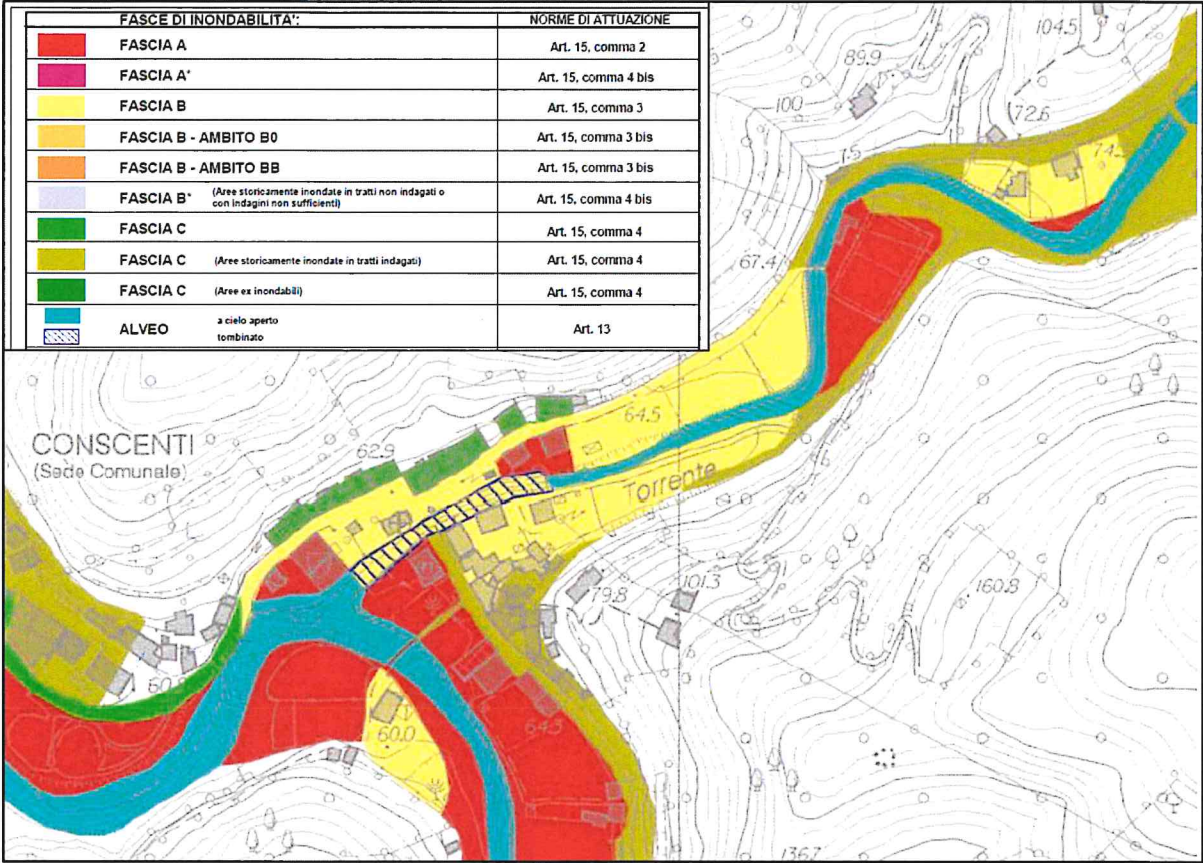 FASCE DI INONDABILITA': NORME DI ATTUAZIONE
FASCIA A Art. 15, comma 2
FASCIA A* Art. 15, comma 4 bis
FASCIA B Art. 15, comma 3
FASCIA B - AMBITO B0 Art. 15, comma 3 bis
FASCIA B - AMBITO BB Art. 15, comma 3 bis
FASCIA B* (Aree storicamente inondate in tratti non indagati o
con indagini non sufficienti) Art. 15, comma 4 bis
FASCIA C Art. 15, comma 4
FASCIA C (Aree storicamente inondate in tratti indagati) Art. 15, comma 4
FASCIA C (Aree ex inondabili) Art. 15, comma 4
ALVEO a cielo aperto Art. 13
tombinato
104.5
89.9
100
72.6
67.4
64.5
CONSCENTI
(Sede Comunale)
62.9
Torrente
79.8
101.3
160.8
60.0
64.5
136.7